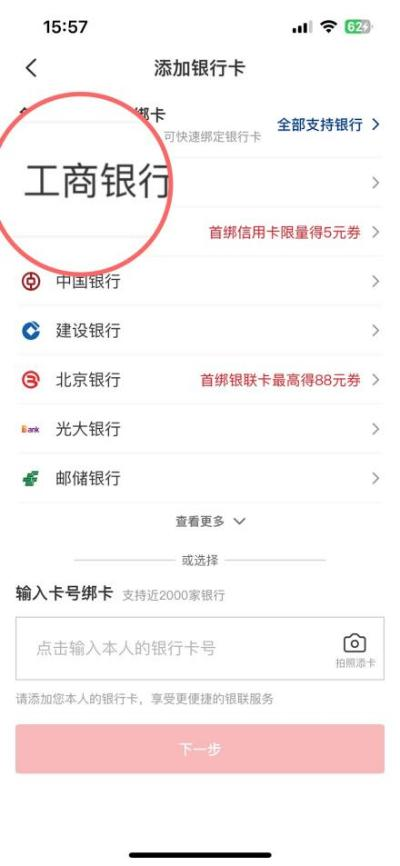 15:57
62
添加银行卡
绑卡
全部支持银行
可快速绑定银行卡
工商银行
首绑信用卡限量得5元券
中国银行
建设银行
北京银行
首绑银联卡最高得88元券
Bank
光大银行
邮储银行
查看更多
或选择
输入卡号绑卡 支持近2000家银行
点击输入本人的银行卡号
拍照添卡
请添加您本人的银行卡，享受更便捷的银联服务
下一步